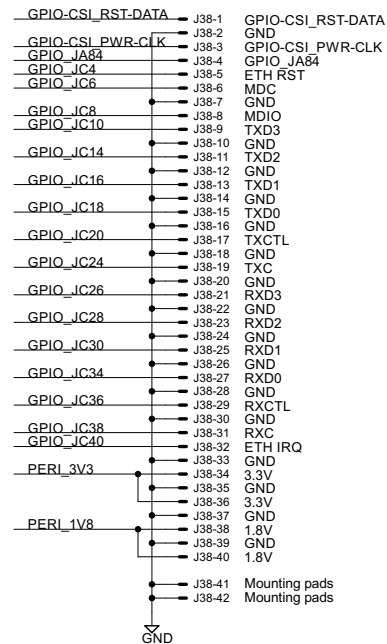 GPIO-CSI_RST-DATA J38-1 GPIO-CSI_RST-DATA
J38-2 GND
GPIO-CSI_PWR-CLK J38-3 GPIO-CSI_PWR-CLK
GPIO_JA84 J38-4 GPIO_JA84
GPIO_JC4 J38-5 ETH RST
GPIO_JC6 J38-6 MDC
J38-7 GND
GPIO_JC8 J38-8 MDIO
GPIO_JC10 J38-9 TXD3
J38-10 GND
GPIO_JC14 J38-11 TXD2
J38-12 GND
GPIO_JC16 J38-13 TXD1
J38-14 GND
GPIO_JC18 J38-15 TXD0
J38-16 GND
GPIO_JC20 J38-17 TXCTL
J38-18 GND
GPIO_JC24 J38-19 TXC
J38-20 GND
GPIO_JC26 J38-21 RXD3
J38-22 GND
GPIO_JC28 J38-23 RXD2
J38-24 GND
GPIO_JC30 J38-25 RXD1
J38-26 GND
GPIO_JC34 J38-27 RXD0
J38-28 GND
GPIO_JC36 J38-29 RXCTL
J38-30 GND
GPIO_JC38 J38-31 RXC
GPIO_JC40 J38-32 ETH IRQ
J38-33 GND
PERI_3V3 J38-34 3.3V
J38-35 GND
J38-36 3.3V
J38-37 GND
PERI_1V8 J38-38 1.8V
J38-39 GND
J38-40 1.8V
J38-41 Mounting pads
J38-42 Mounting pads
GND